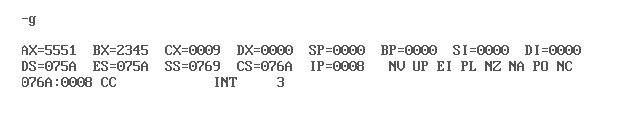 -g
AX=5551 BX=2345 CX=0009 DX=0000 SP=0000 BP=0000 SI=0000 DI=0000
DS=075A ES=075A SS=0769 CS=076A IP=0008 NV UP EI PL NZ NA PO NC
076A:0008 CC INT 3